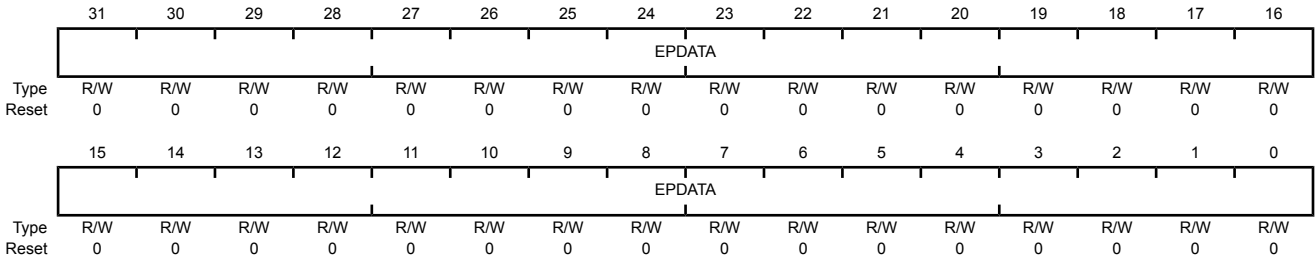 31 30 29 28 27 26 25 24 23 22 21 20 19 18 17 16
EPDATA
Type R/W R/W R/W R/W R/W R/W R/W R/W R/W R/W R/W R/W R/W R/W R/W R/W
Reset 0 0 0 0 0 0 0 0 0 0 0 0 0 0 0 0
15 14 13 12 11 10 9 8 7 6 5 4 3 2 1 0
EPDATA
Type R/W R/W R/W R/W R/W R/W R/W R/W R/W R/W R/W R/W R/W R/W R/W R/W
Reset 0 0 0 0 0 0 0 0 0 0 0 0 0 0 0 0